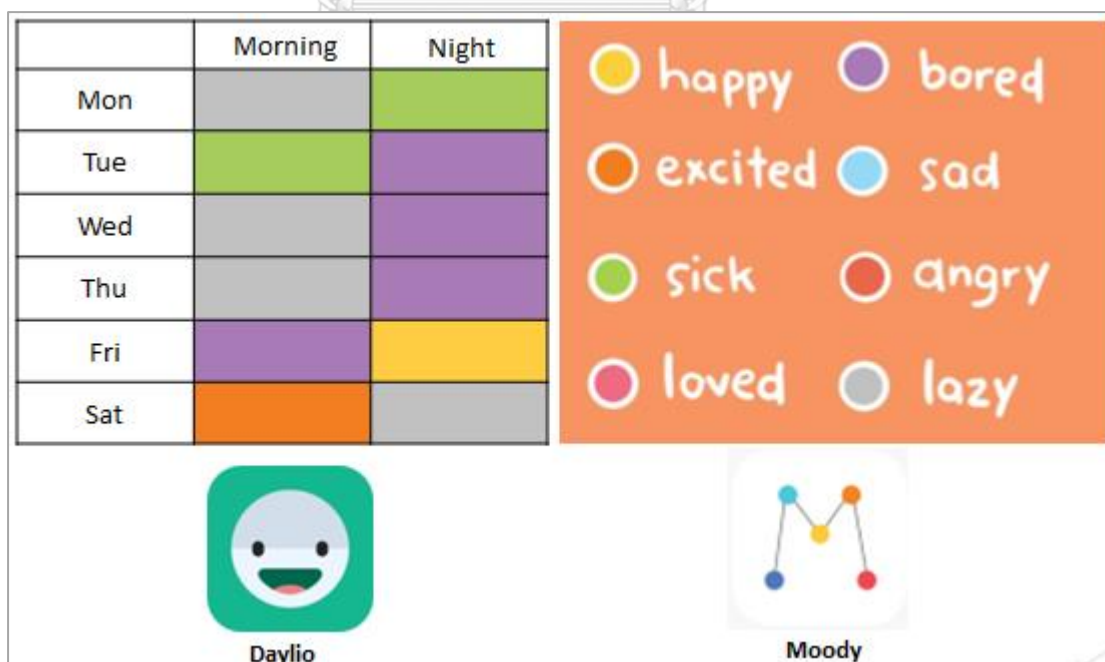 Morning Night
Mon
Tue
Wed
Thu
Fri
Sat
happy bored
excited sad
sick angry
loved lazy
Daylio Moody